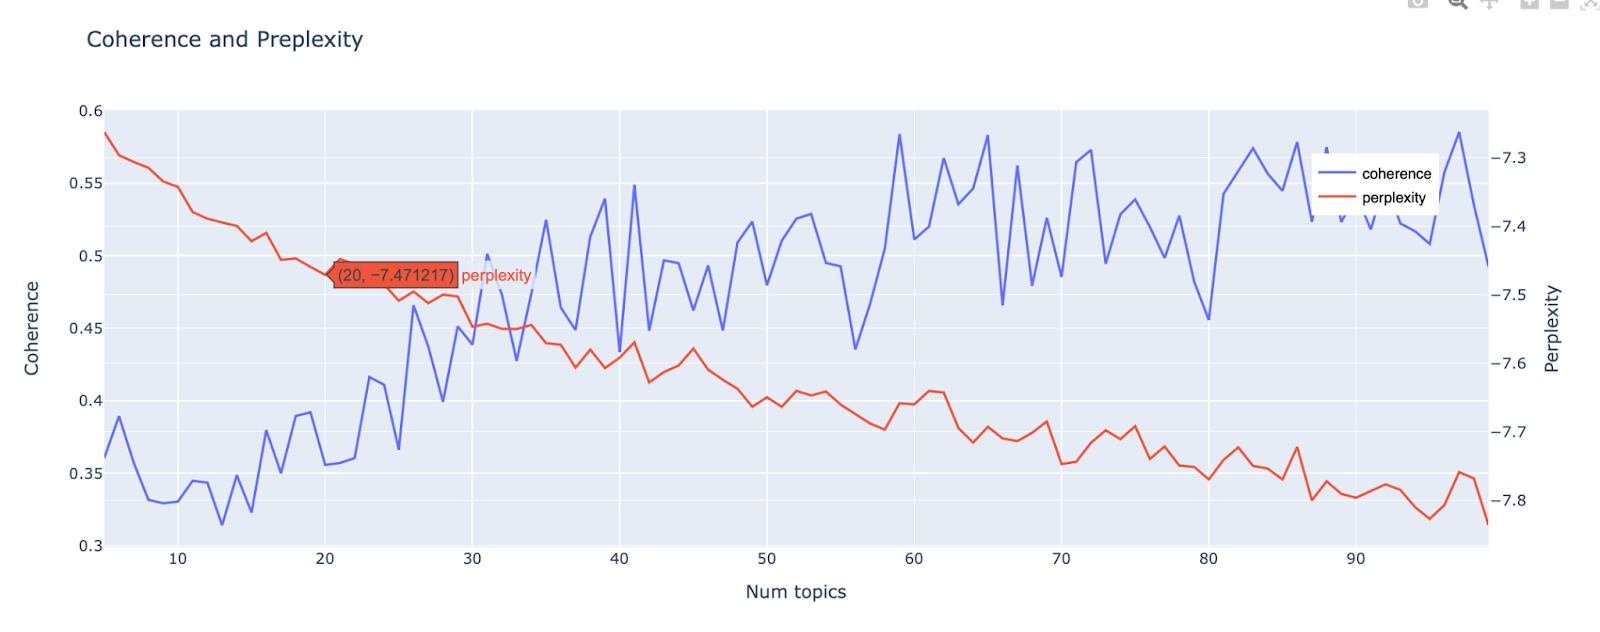 Coherence and Preplexity
0.6
0.55
0.5
0.45
0.4
0.35
0.3
Coherence
(20, −7.471217) perplexity
coherence
perplexity
−7.3
−7.4
−7.5
−7.6
−7.7
−7.8
Perplexity
10 20 30 40 50 60 70 80 90
Num topics